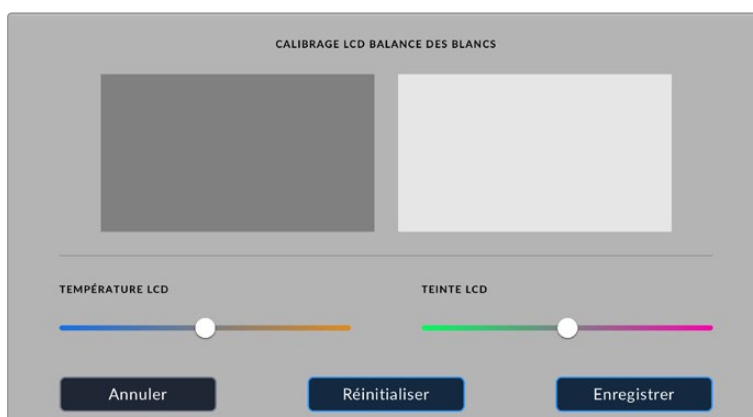 CALIBRAGE LCD BALANCE DES BLANCS
TEMPÉRATURE LCD
TEINTE LCD
Annuler
Réinitialiser
Enregistrer